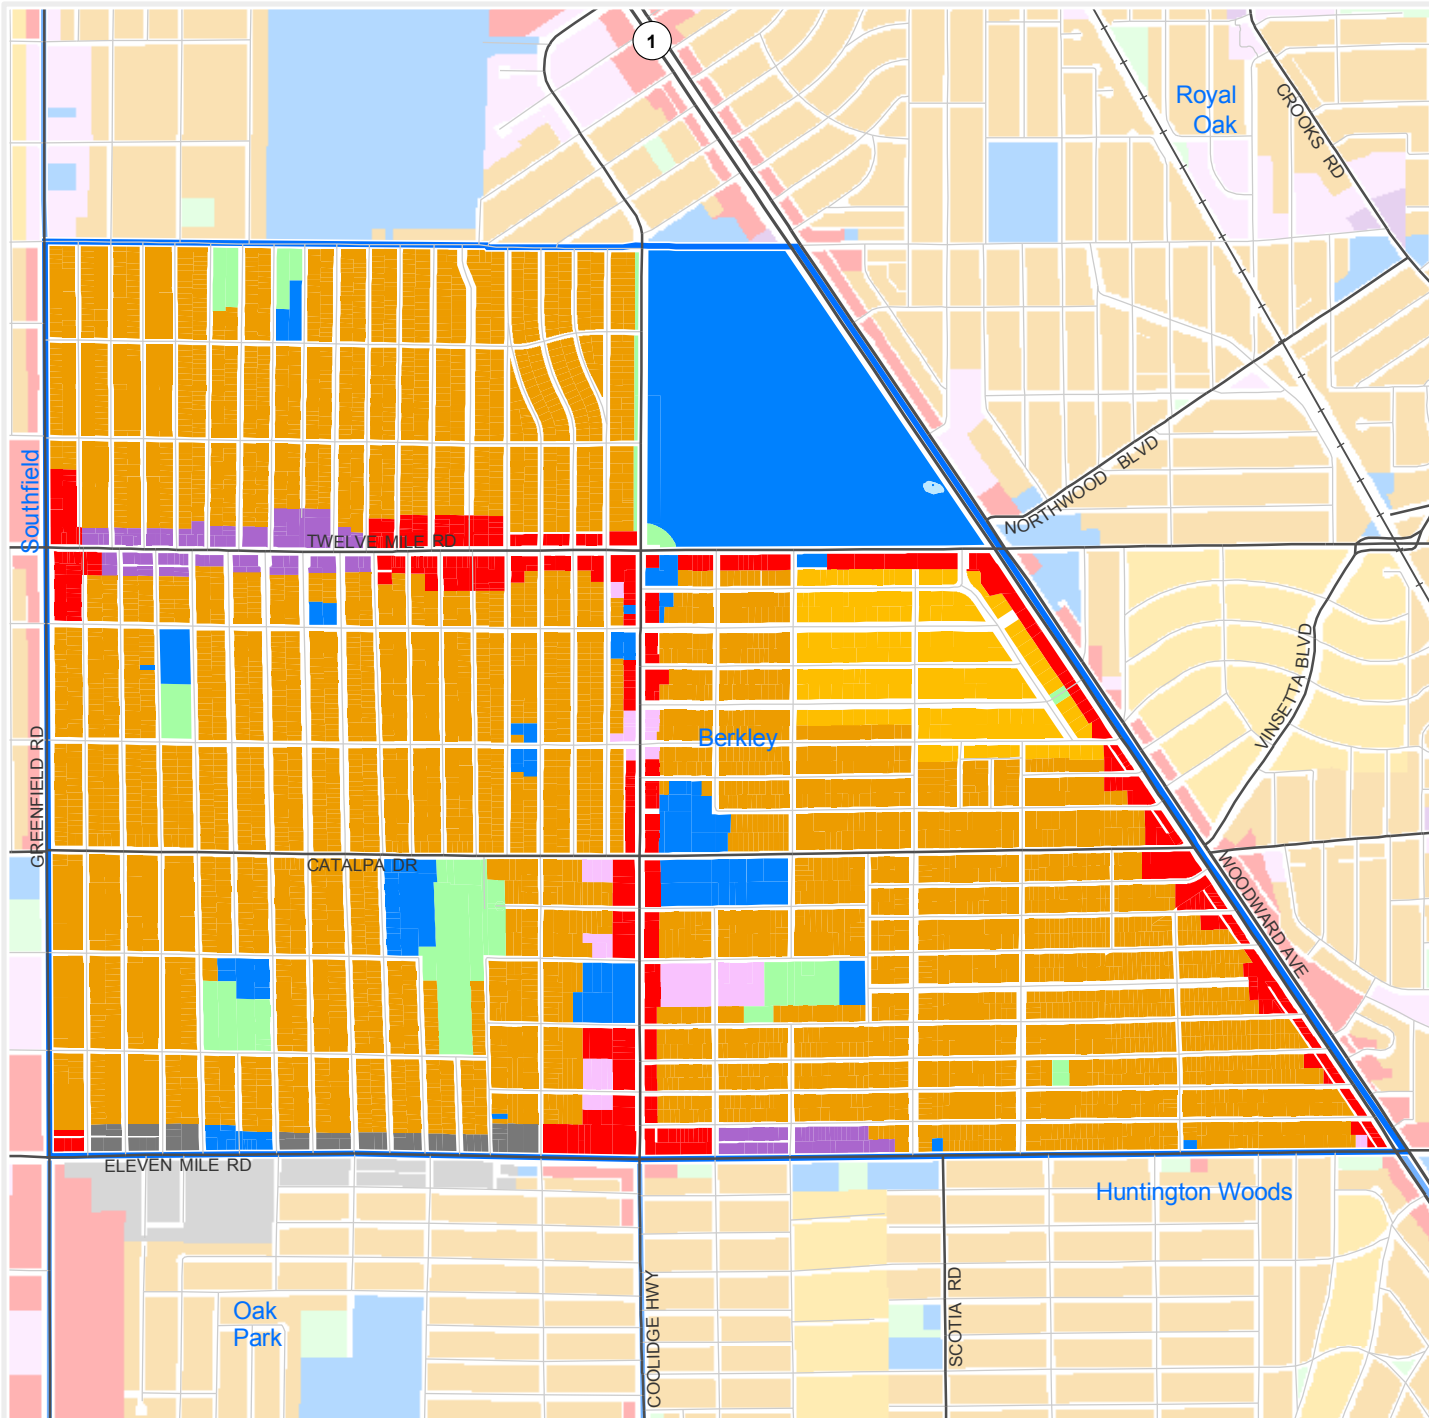 1
Royal
Oak
CROOKS RD
Southfield
NORTHWOOD BLVD
TWELVE MILE RD
VINSETTA BLVD
Berkley
GREENFIELD RD
CATALPA DR
WOODWARD AVE
ELEVEN MILE RD
Huntington Woods
Oak
Park
COOLIDGE HWY
SCOTIA RD